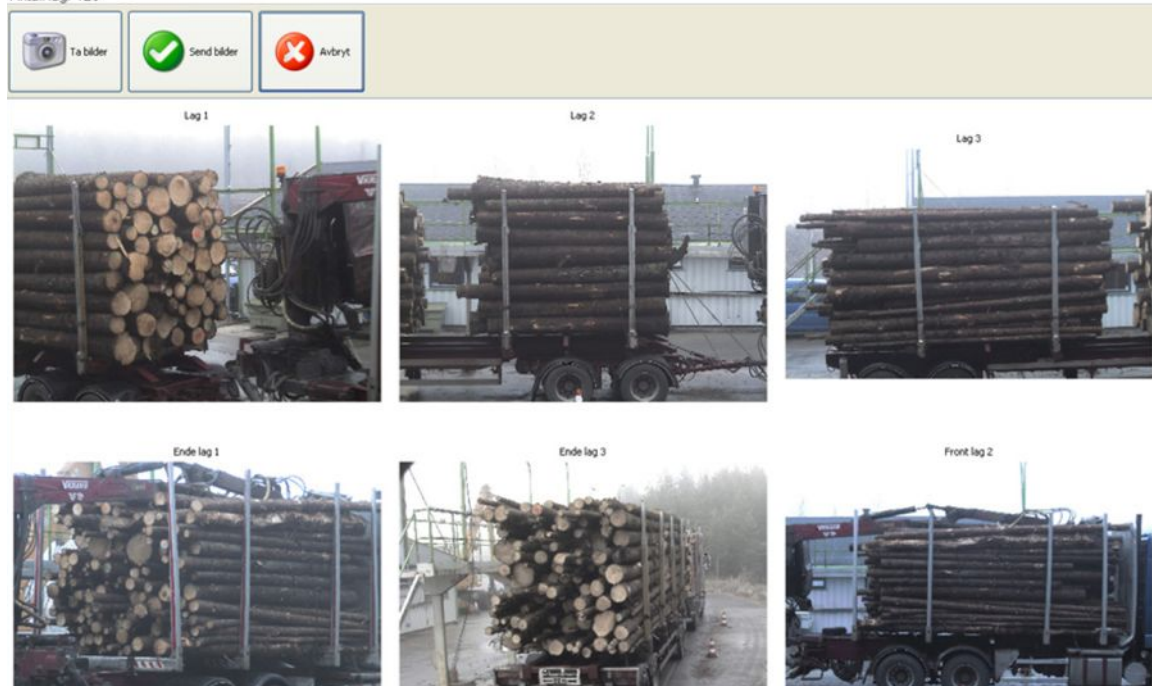 Ta bilder
Send bilder
Avbryt
Lag 1
Lag 2
Lag 3
Ende lag 1
Ende lag 3
Front lag 2